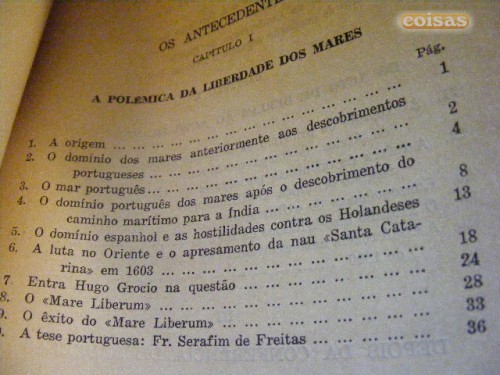 coisas
OS ANTECEDENTE
CAPÍTULO I
A POLÉMICA DA LIBERDADE DOS MARES
Pág.
1. A origem ... ... ... ... ... ... ... ... ... ... ... 1
2. O domínio dos mares anteriormente aos descobrimentos
portugueses ... ... ... ... ... ... ... ... ... 2
3. O mar português... ... ... ... ... ... ... ... ... 4
4. O domínio português dos mares após o descobrimento do
caminho marítimo para a Índia ... ... ... ... ... 8
5. O domínio espanhol e as hostilidades contra os Holandeses 13
6. A luta no Oriente e o apresamento da nau «Santa Cata-
rina» em 1603 ... ... ... ... ... ... ... ... 18
7. Entra Hugo Grocio na questão ... ... ... ... ... 24
8. O «Mare Liberum» ... ... ... ... ... ... ... ... 28
9. O êxito do «Mare Liberum» ... ... ... ... ... ... 33
A tese portuguesa: Fr. Serafim de Freitas ... ... ... 36